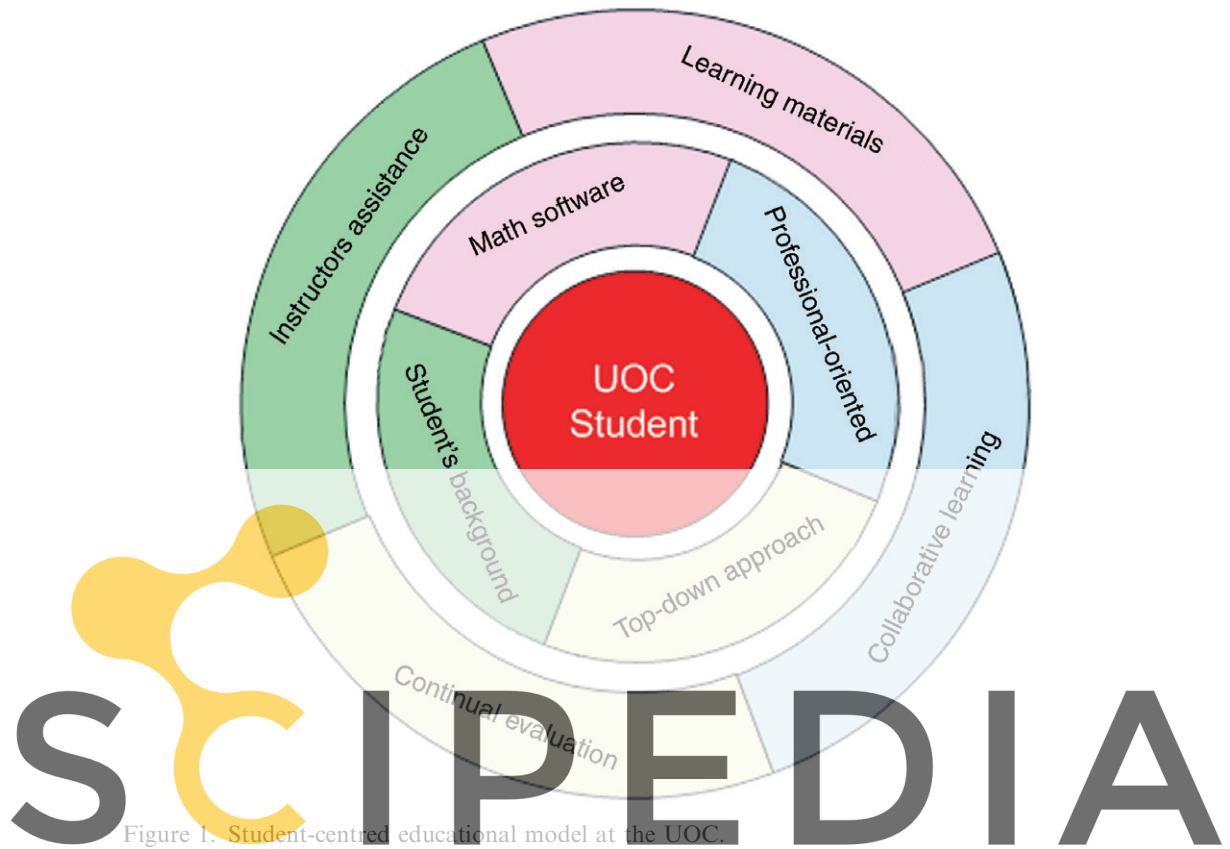 Learning materials
Instructors assistance
Math software
Professional-oriented
UOC
Student
Student's background
Top-down approach
Collaborative learning
Continual evaluation
SCIPEDIA
Figure 1. Student-centred educational model at the UOC.